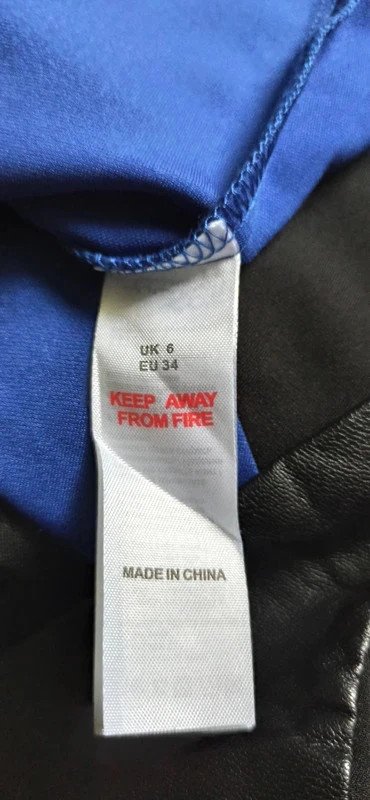 UK 6
EU 34
KEEP AWAY
FROM FIRE
MADE IN CHINA